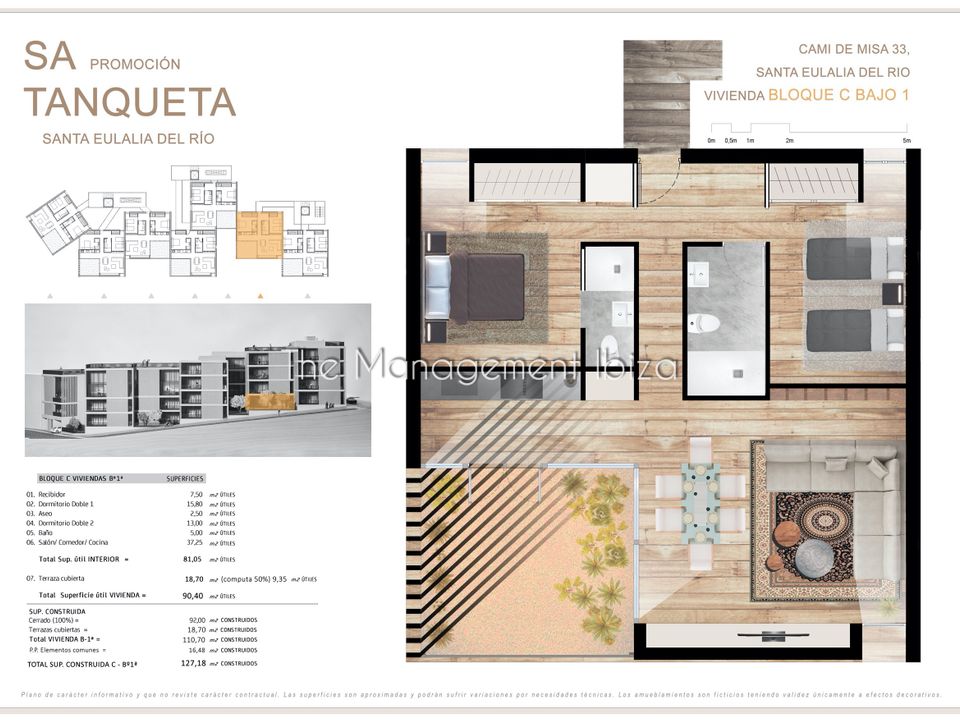 SA PROMOCIÓN
TANQUETA
SANTA EULALIA DEL RÍO
CAMI DE MISA 33,
SANTA EULALIA DEL RIO
VIVIENDA BLOQUE C BAJO 1
0m 0,5m 1m 2m 5m
The Management Ibiza
BLOQUE C VIVIENDAS Bº1ª SUPERFICIES
01. Recibidor 7,50 m2 ÚTILES
02. Dormitorio Doble 1 15,80 m2 ÚTILES
03. Aseo 2,50 m2 ÚTILES
04. Dormitorio Doble 2 13,00 m2 ÚTILES
05. Baño 5,00 m2 ÚTILES
06. Salón/ Comedor/ Cocina 37,25 m2 ÚTILES
Total Sup. útil INTERIOR = 81,05 m2 ÚTILES
07. Terraza cubierta 18,70 m2 (computa 50%) 9,35 m2 ÚTILES
Total Superficie útil VIVIENDA = 90,40 m2 ÚTILES
SUP. CONSTRUIDA
Cerrado (100%) = 92,00 m2 CONSTRUIDOS
Terrazas cubiertas = 18,70 m2 CONSTRUIDOS
Total VIVIENDA B-1ª = 110,70 m2 CONSTRUIDOS
P.P. Elementos comunes = 16,48 m2 CONSTRUIDOS
TOTAL SUP. CONSTRUIDA C - Bº1ª 127,18 m2 CONSTRUIDOS
Plano de carácter informativo y que no reviste carácter contractual. Las superficies son aproximadas y podrán sufrir variaciones por necesidades técnicas. Los amueblamientos son ficticios teniendo validez únicamente a efectos decorativos.